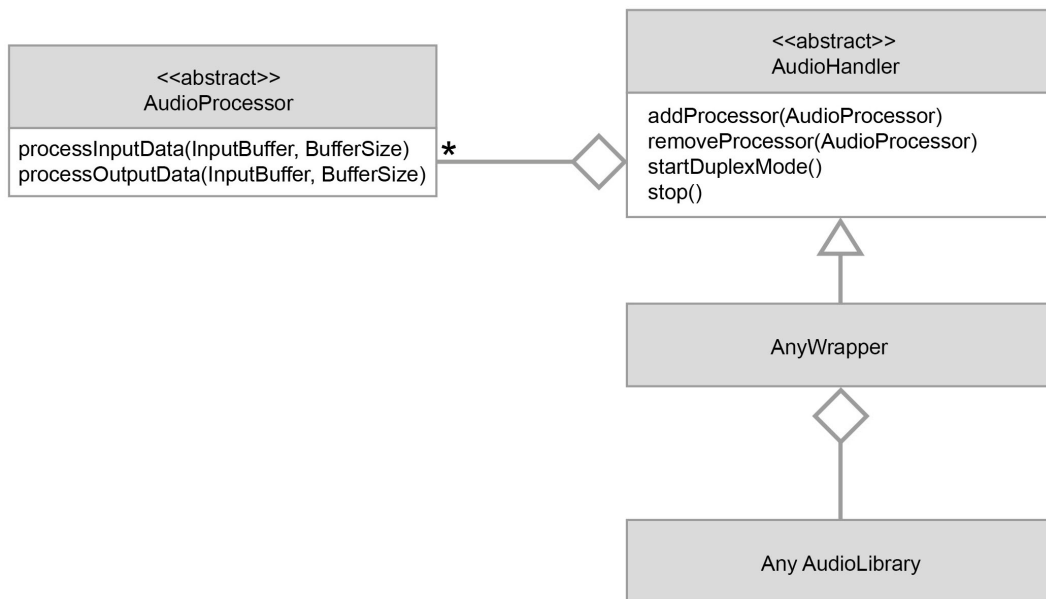 <<abstract>>
AudioProcessor
processInputData(InputBuffer, BufferSize)
processOutputData(InputBuffer, BufferSize)
*
<<abstract>>
AudioHandler
addProcessor(AudioProcessor)
removeProcessor(AudioProcessor)
startDuplexMode()
stop()
AnyWrapper
Any AudioLibrary